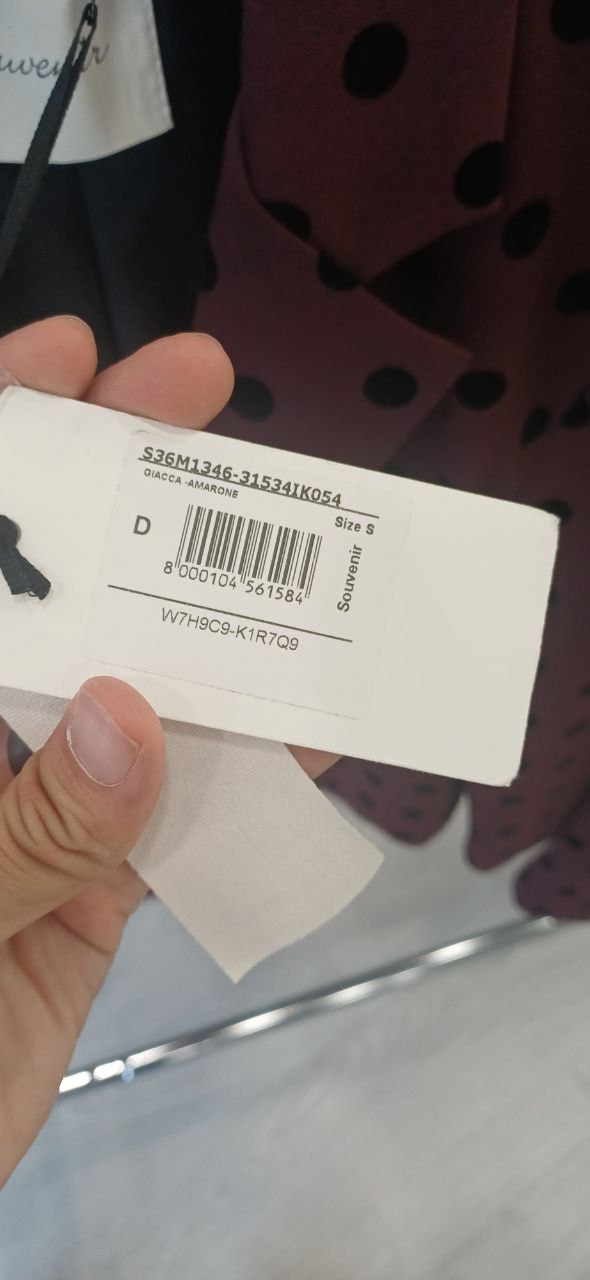 S36M1346-31534IK054
GIACCA -AMARONE
Size S
D
8 000104 561584
Souvenir
W7H9C9-K1R7Q9